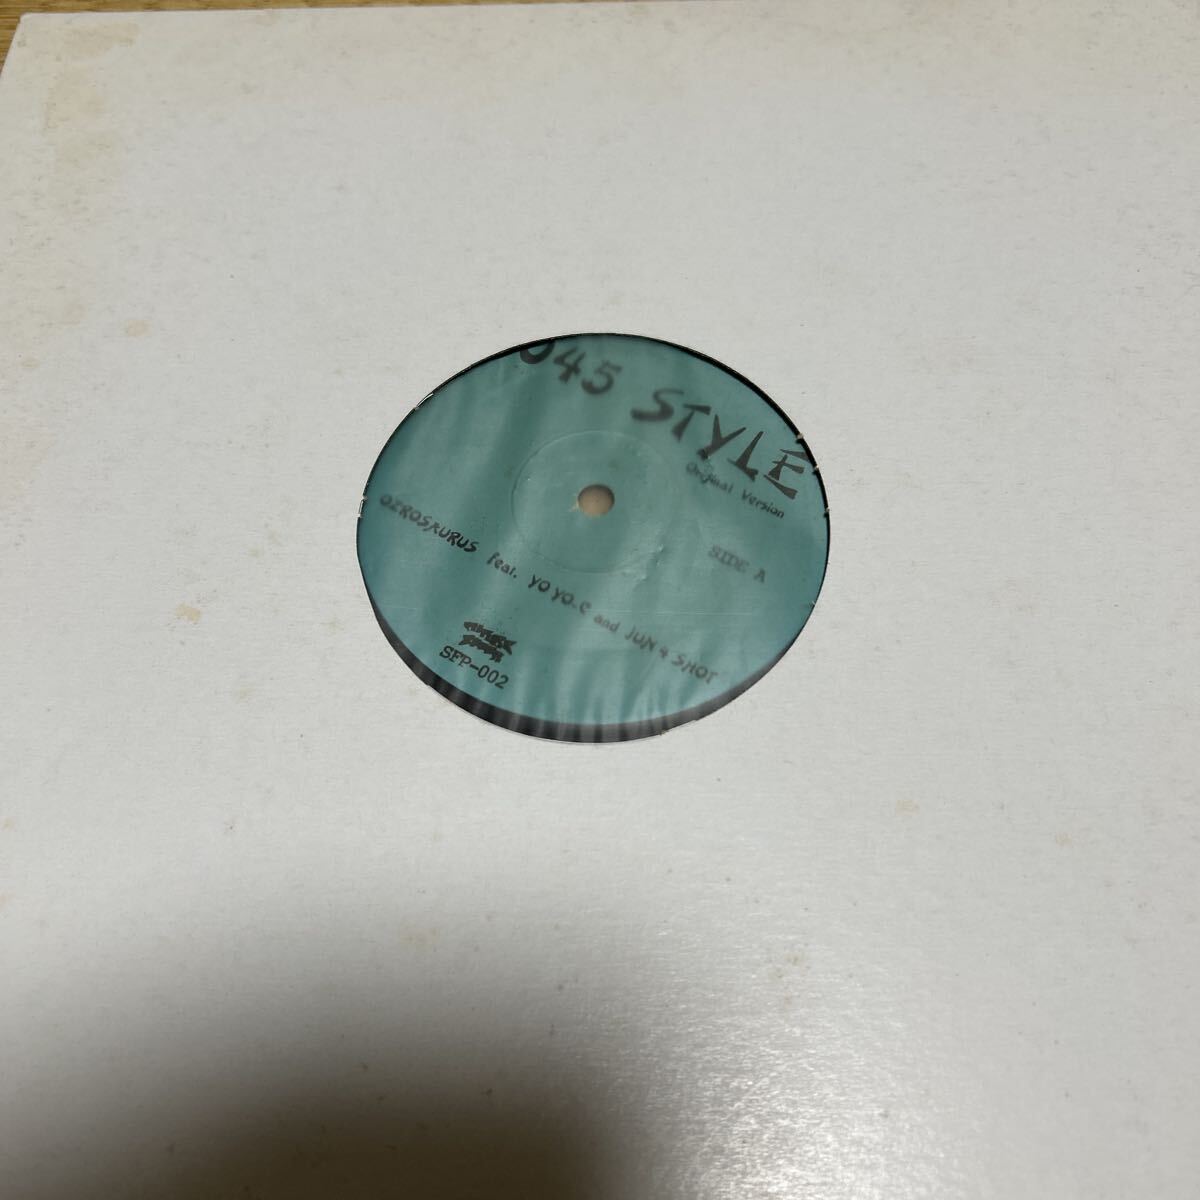 045 STYLE
Original Version
SIDE A
OZROSAURUS feat. YO YO-C and JUN 4 SHOT
SFP-002